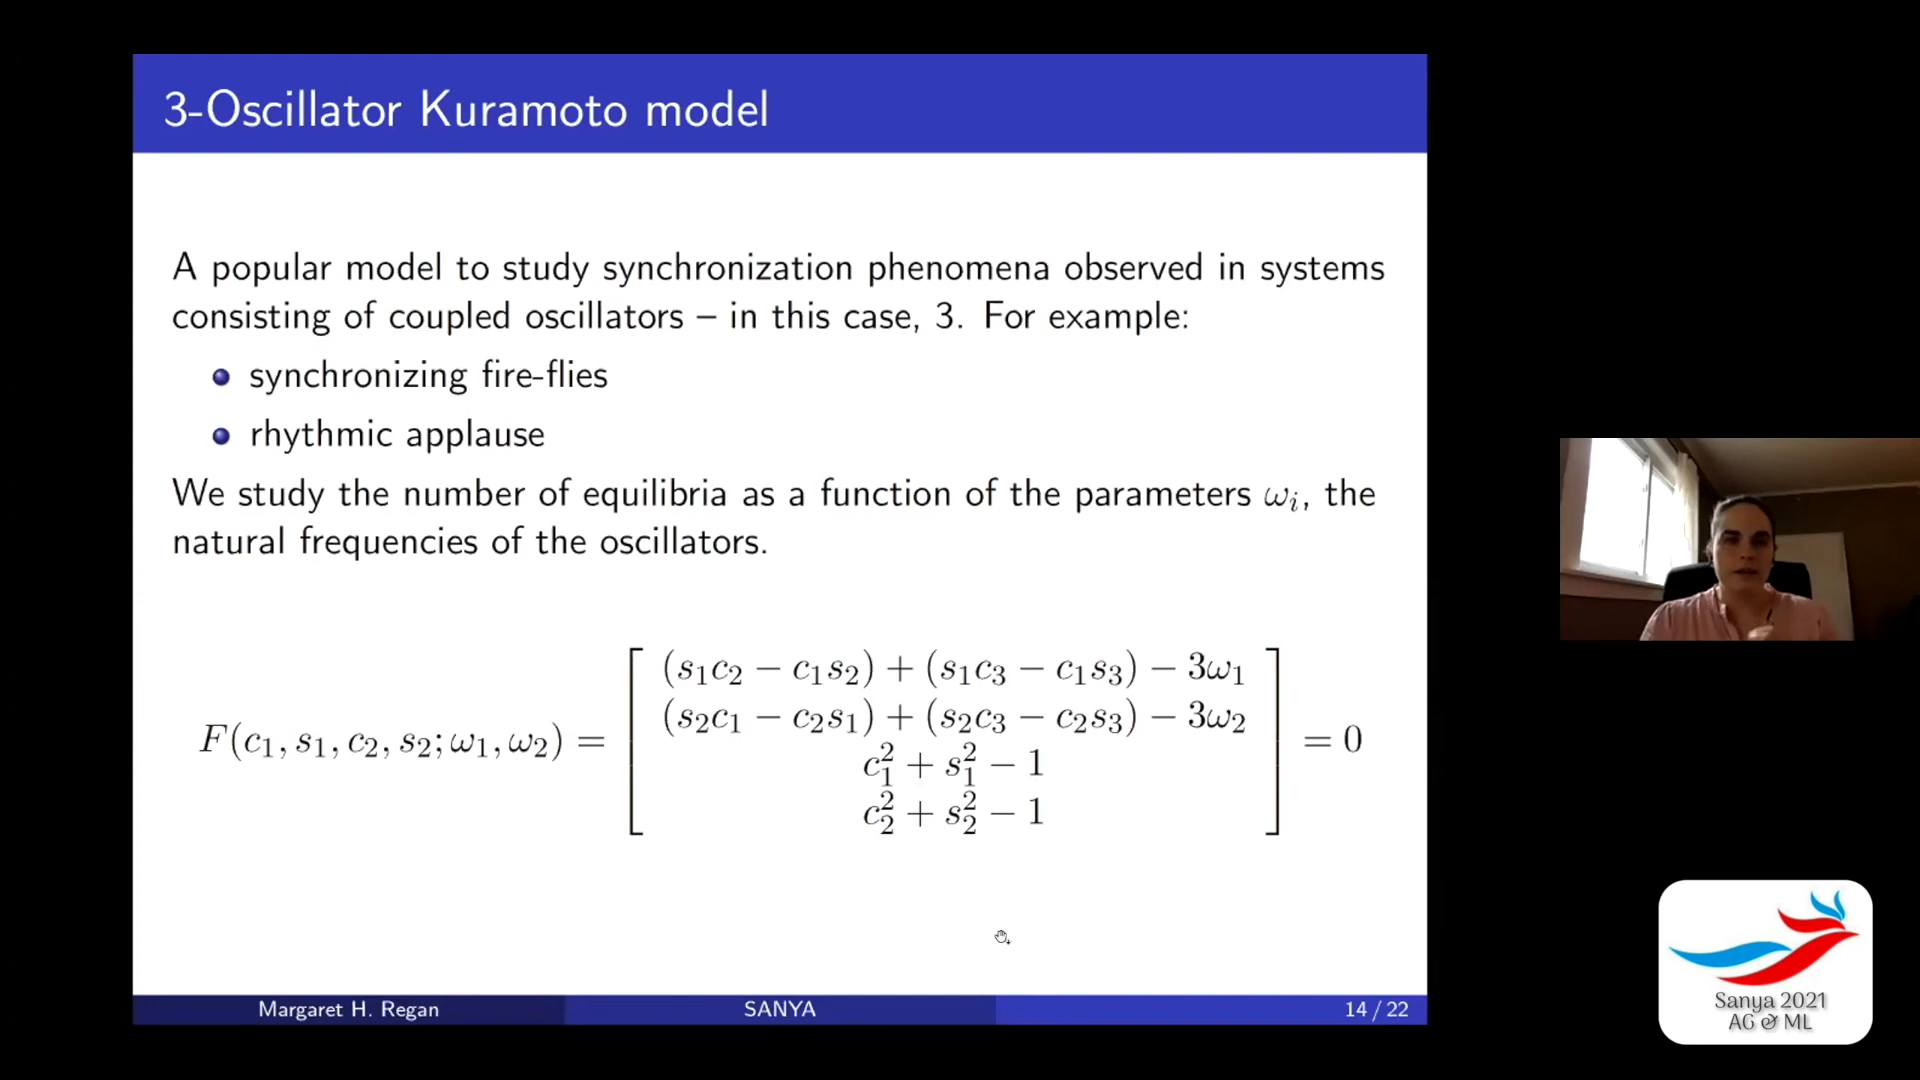 3-Oscillator Kuramoto model
A popular model to study synchronization phenomena observed in systems
consisting of coupled oscillators – in this case, 3. For example:
synchronizing fire-flies
rhythmic applause
We study the number of equilibria as a function of the parameters ωᵢ, the
natural frequencies of the oscillators.
(s₁c₂ − c₁s₂) + (s₁c₃ − c₁s₃) − 3ω₁
(s₂c₁ − c₂s₁) + (s₂c₃ − c₂s₃) − 3ω₂
F(c₁, s₁, c₂, s₂; ω₁, ω₂) = = 0
c₁² + s₁² − 1
c₂² + s₂² − 1
Margaret H. Regan SANYA 14 / 22
Sanya 2021
AG & ML